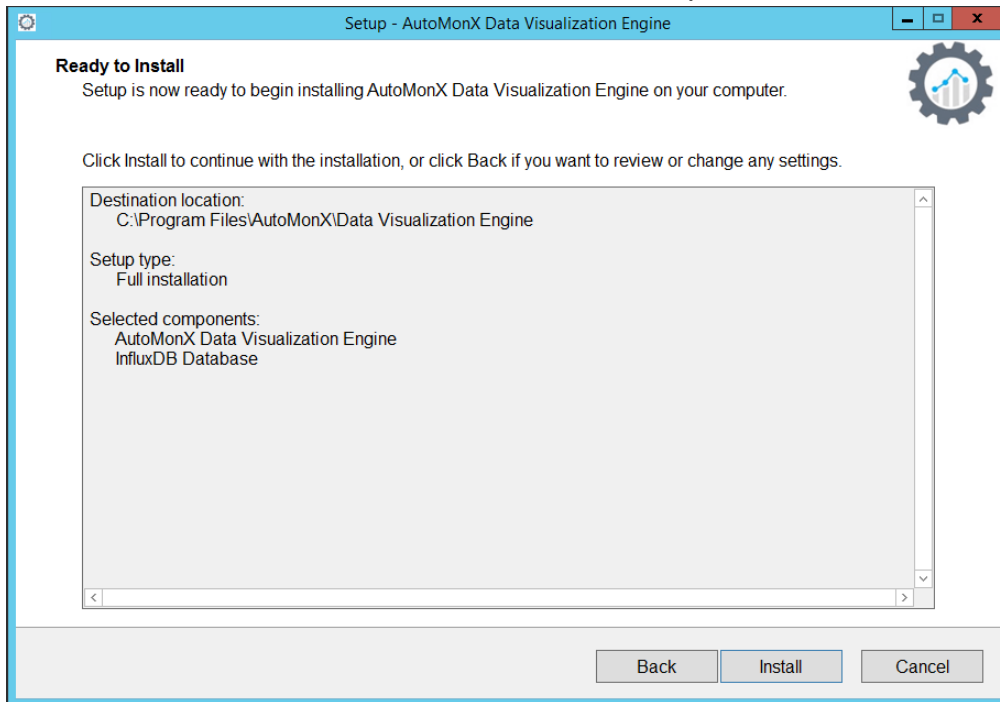 Setup - AutoMonX Data Visualization Engine
Ready to Install
Setup is now ready to begin installing AutoMonX Data Visualization Engine on your computer.
Click Install to continue with the installation, or click Back if you want to review or change any settings.
Destination location:
C:\Program Files\AutoMonX\Data Visualization Engine
Setup type:
Full installation
Selected components:
AutoMonX Data Visualization Engine
InfluxDB Database
Back Install Cancel